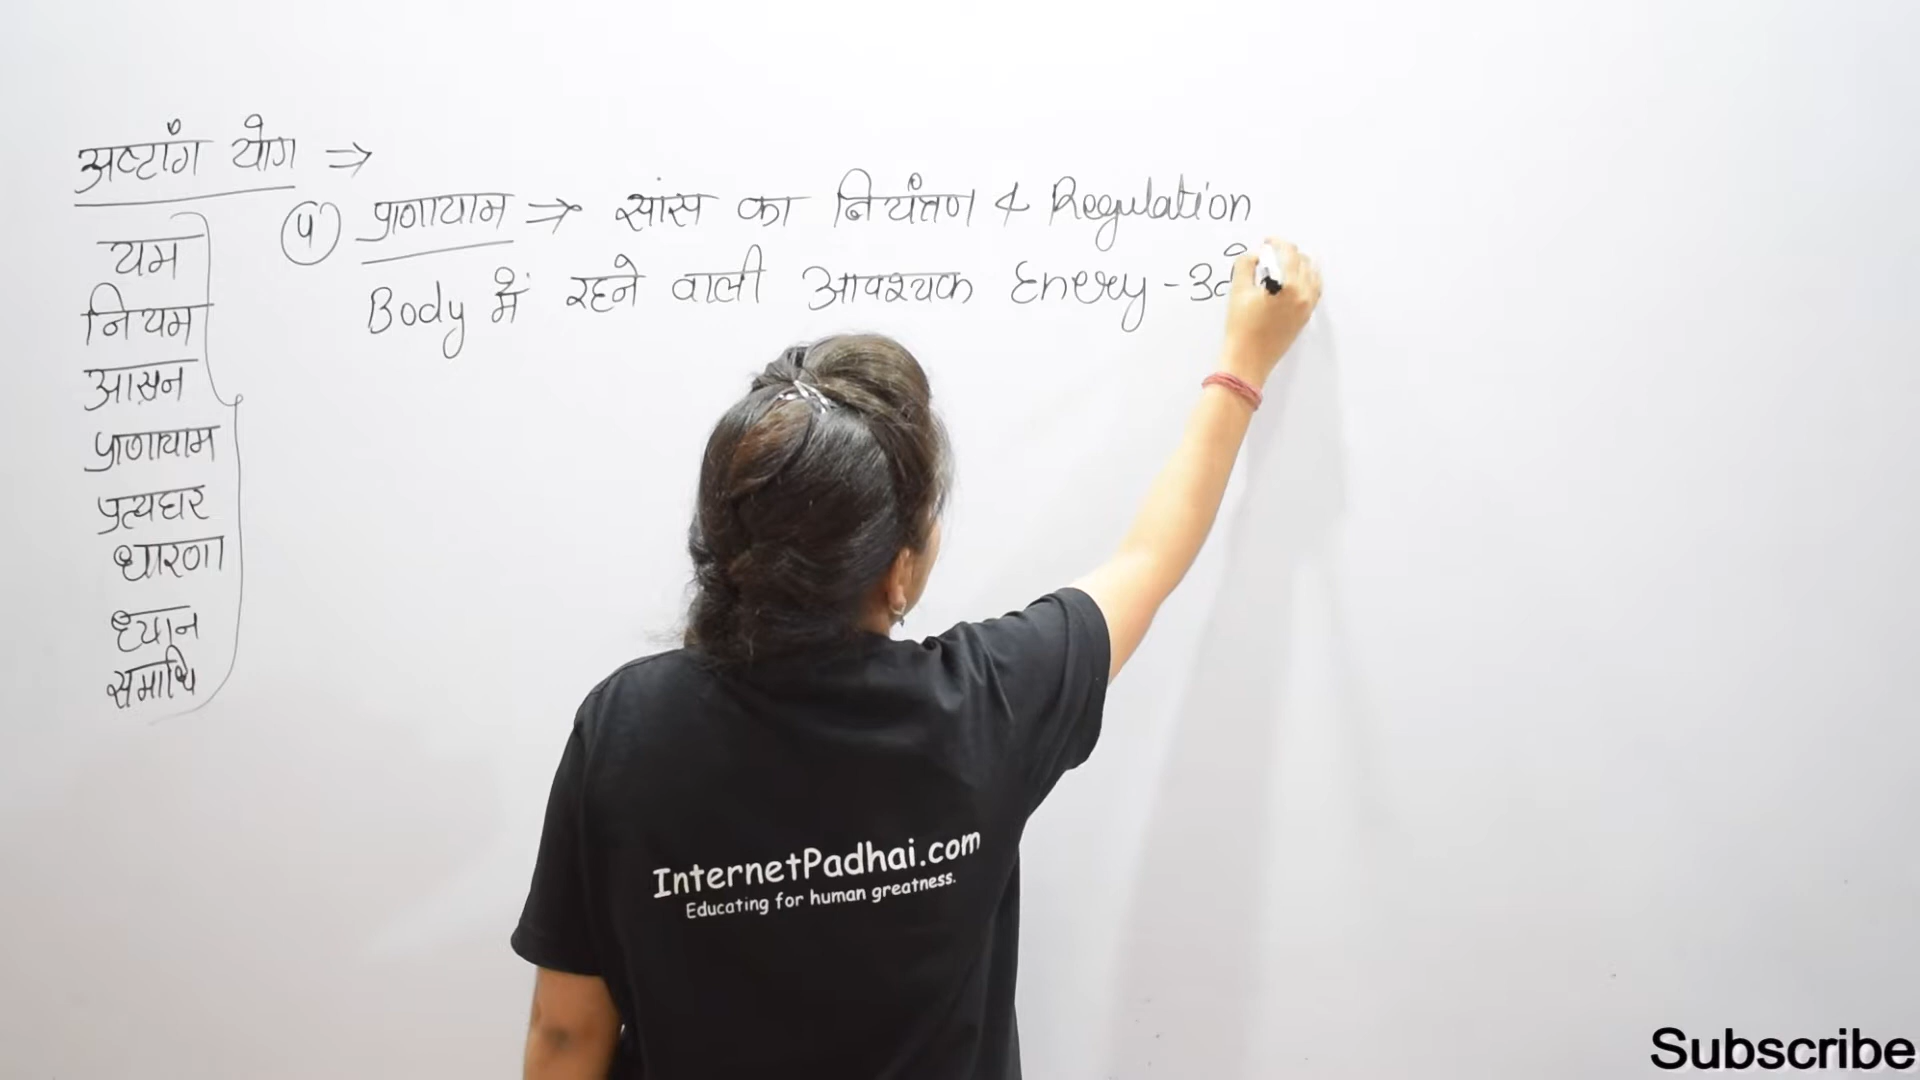 अष्टांग योग ⇒
यम
नियम
आसन
प्राणायाम
प्रत्यहार
धारणा
ध्यान
समाधि
प्राणायाम ⇒ सांस का नियंत्रण & Regulation
Body में रहने वाली आवश्यक Energy -
InternetPadhai.com
Educating for human greatness.
Subscribe